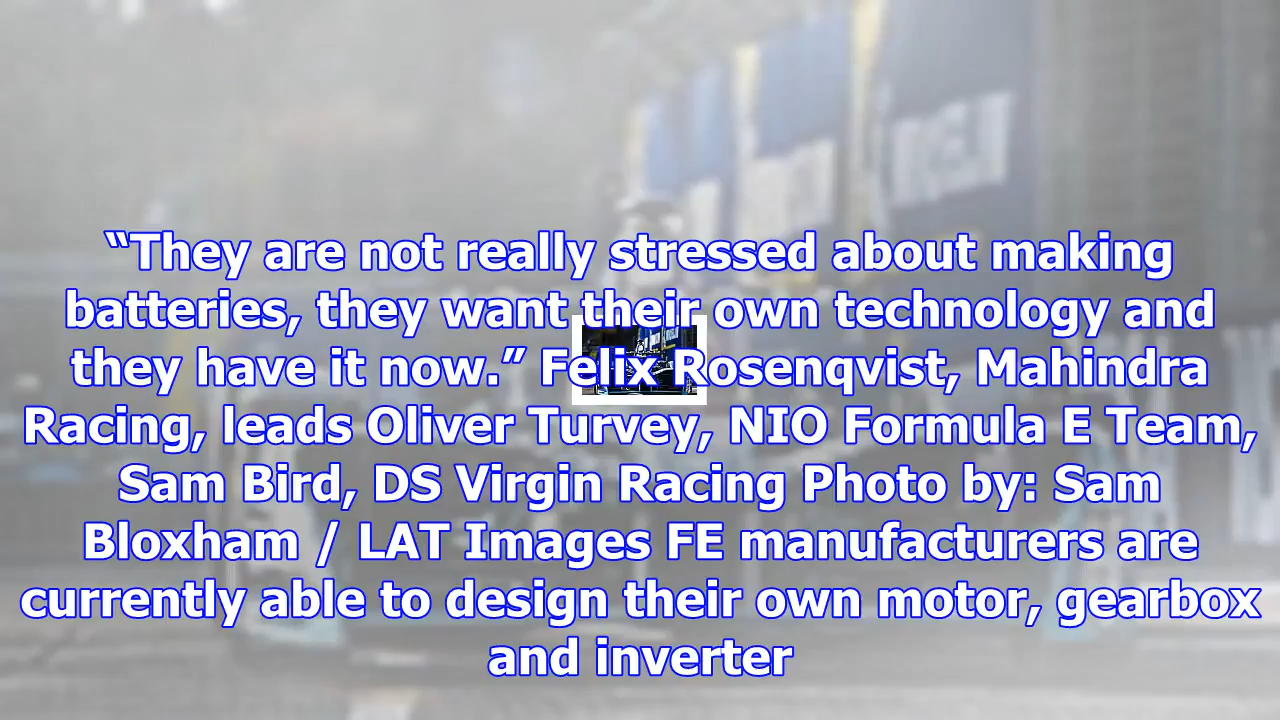 “They are not really stressed about making
batteries, they want their own technology and
they have it now.” Felix Rosenqvist, Mahindra
Racing, leads Oliver Turvey, NIO Formula E Team,
Sam Bird, DS Virgin Racing Photo by: Sam
Bloxham / LAT Images FE manufacturers are
currently able to design their own motor, gearbox
and inverter